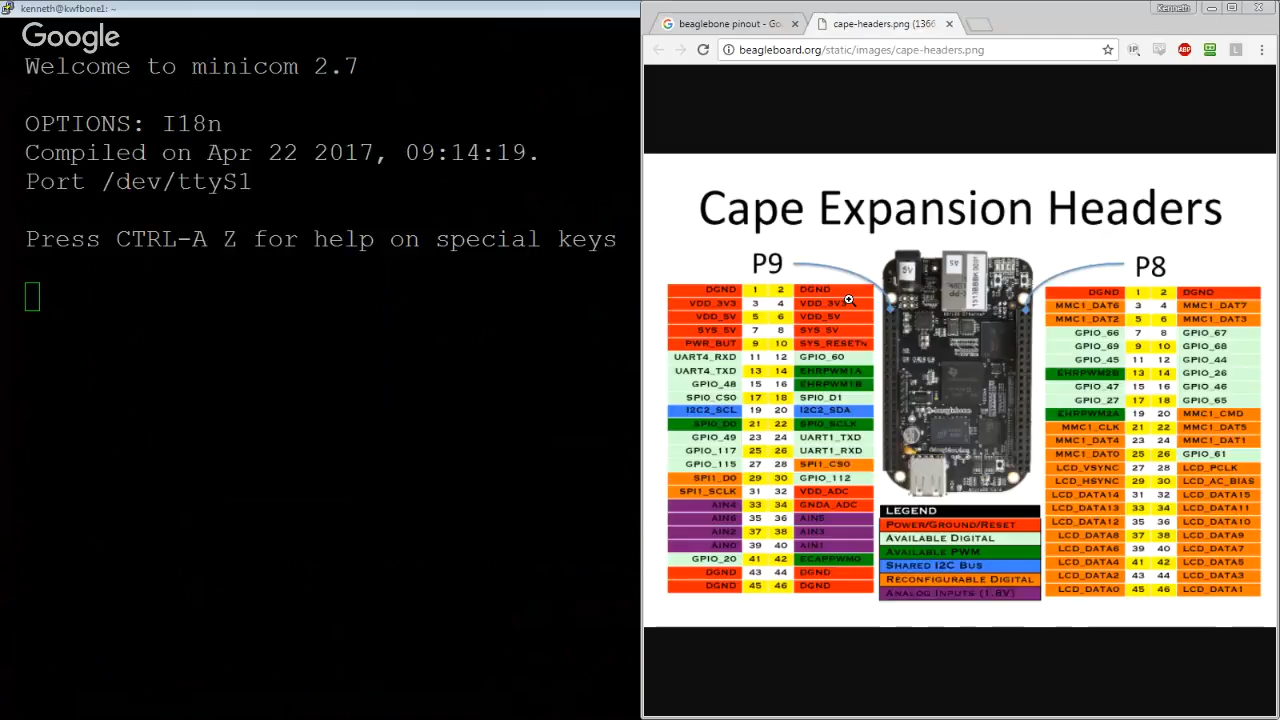 kenneth@kwfbone1: ~
Google
Welcome to minicom 2.7
OPTIONS: I18n
Compiled on Apr 22 2017, 09:14:19.
Port /dev/ttyS1
Press CTRL-A Z for help on special keys
Kenneth
beaglebone pinout - Go
cape-headers.png (1366
beagleboard.org/static/images/cape-headers.png
Cape Expansion Headers
P9
P8
DGND 1 2 DGND
VDD_3V3 3 4 VDD_3V3
VDD_5V 5 6 VDD_5V
SYS_5V 7 8 SYS_5V
PWR_BUT 9 10 SYS_RESETn
UART4_RXD 11 12 GPIO_60
UART4_TXD 13 14 EHRPWM1A
GPIO_48 15 16 EHRPWM1B
SPI0_CS0 17 18 SPI0_D1
I2C2_SCL 19 20 I2C2_SDA
SPI0_D0 21 22 SPI0_SCLK
GPIO_49 23 24 UART1_TXD
GPIO_117 25 26 UART1_RXD
GPIO_115 27 28 SPI1_CS0
SPI1_D0 29 30 GPIO_112
SPI1_SCLK 31 32 VDD_ADC
AIN4 33 34 GNDA_ADC
AIN6 35 36 AIN5
AIN2 37 38 AIN3
AIN0 39 40 AIN1
GPIO_20 41 42 ECAPPWM0
DGND 43 44 DGND
DGND 45 46 DGND
LEGEND
Power/Ground/Reset
Available Digital
Available PWM
Shared I2C Bus
Reconfigurable Digital
Analog Inputs (1.8V)
DGND 1 2 DGND
MMC1_DAT6 3 4 MMC1_DAT7
MMC1_DAT2 5 6 MMC1_DAT3
GPIO_66 7 8 GPIO_67
GPIO_69 9 10 GPIO_68
GPIO_45 11 12 GPIO_44
EHRPWM2B 13 14 GPIO_26
GPIO_47 15 16 GPIO_46
GPIO_27 17 18 GPIO_65
EHRPWM2A 19 20 MMC1_CMD
MMC1_CLK 21 22 MMC1_DAT5
MMC1_DAT4 23 24 MMC1_DAT1
MMC1_DAT0 25 26 GPIO_61
LCD_VSYNC 27 28 LCD_PCLK
LCD_HSYNC 29 30 LCD_AC_BIAS
LCD_DATA14 31 32 LCD_DATA15
LCD_DATA13 33 34 LCD_DATA11
LCD_DATA12 35 36 LCD_DATA10
LCD_DATA8 37 38 LCD_DATA9
LCD_DATA6 39 40 LCD_DATA7
LCD_DATA4 41 42 LCD_DATA5
LCD_DATA2 43 44 LCD_DATA3
LCD_DATA0 45 46 LCD_DATA1